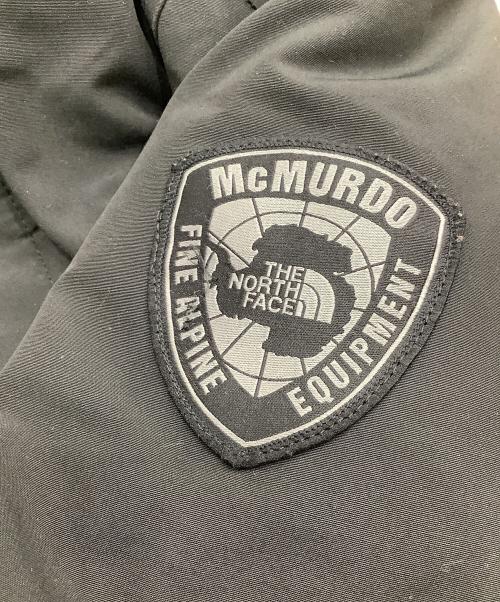 McMURDO
THE
NORTH
FACE
FINE ALPINE
EQUIPMENT